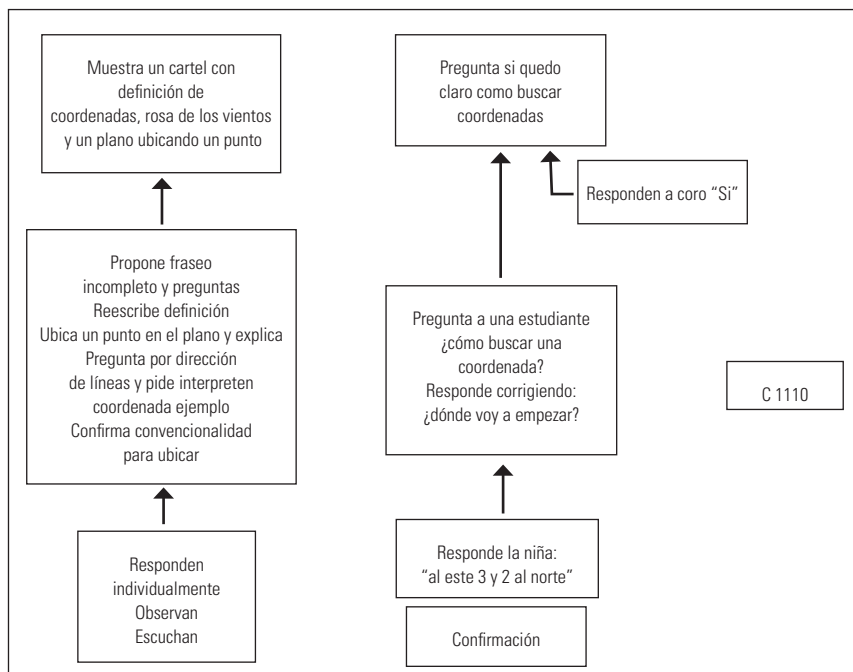 Muestra un cartel con
definición de
coordenadas, rosa de los vientos
y un plano ubicando un punto
Propone fraseo
incompleto y preguntas
Reescribe definición
Ubica un punto en el plano y explica
Pregunta por dirección
de líneas y pide interpreten
coordenada ejemplo
Confirma convencionalidad
para ubicar
Responden
individualmente
Observan
Escuchan
Pregunta si quedo
claro como buscar
coordenadas
Responden a coro “Si”
Pregunta a una estudiante
¿cómo buscar una
coordenada?
Responde corrigiendo:
¿dónde voy a empezar?
Responde la niña:
“al este 3 y 2 al norte”
Confirmación
C 1110